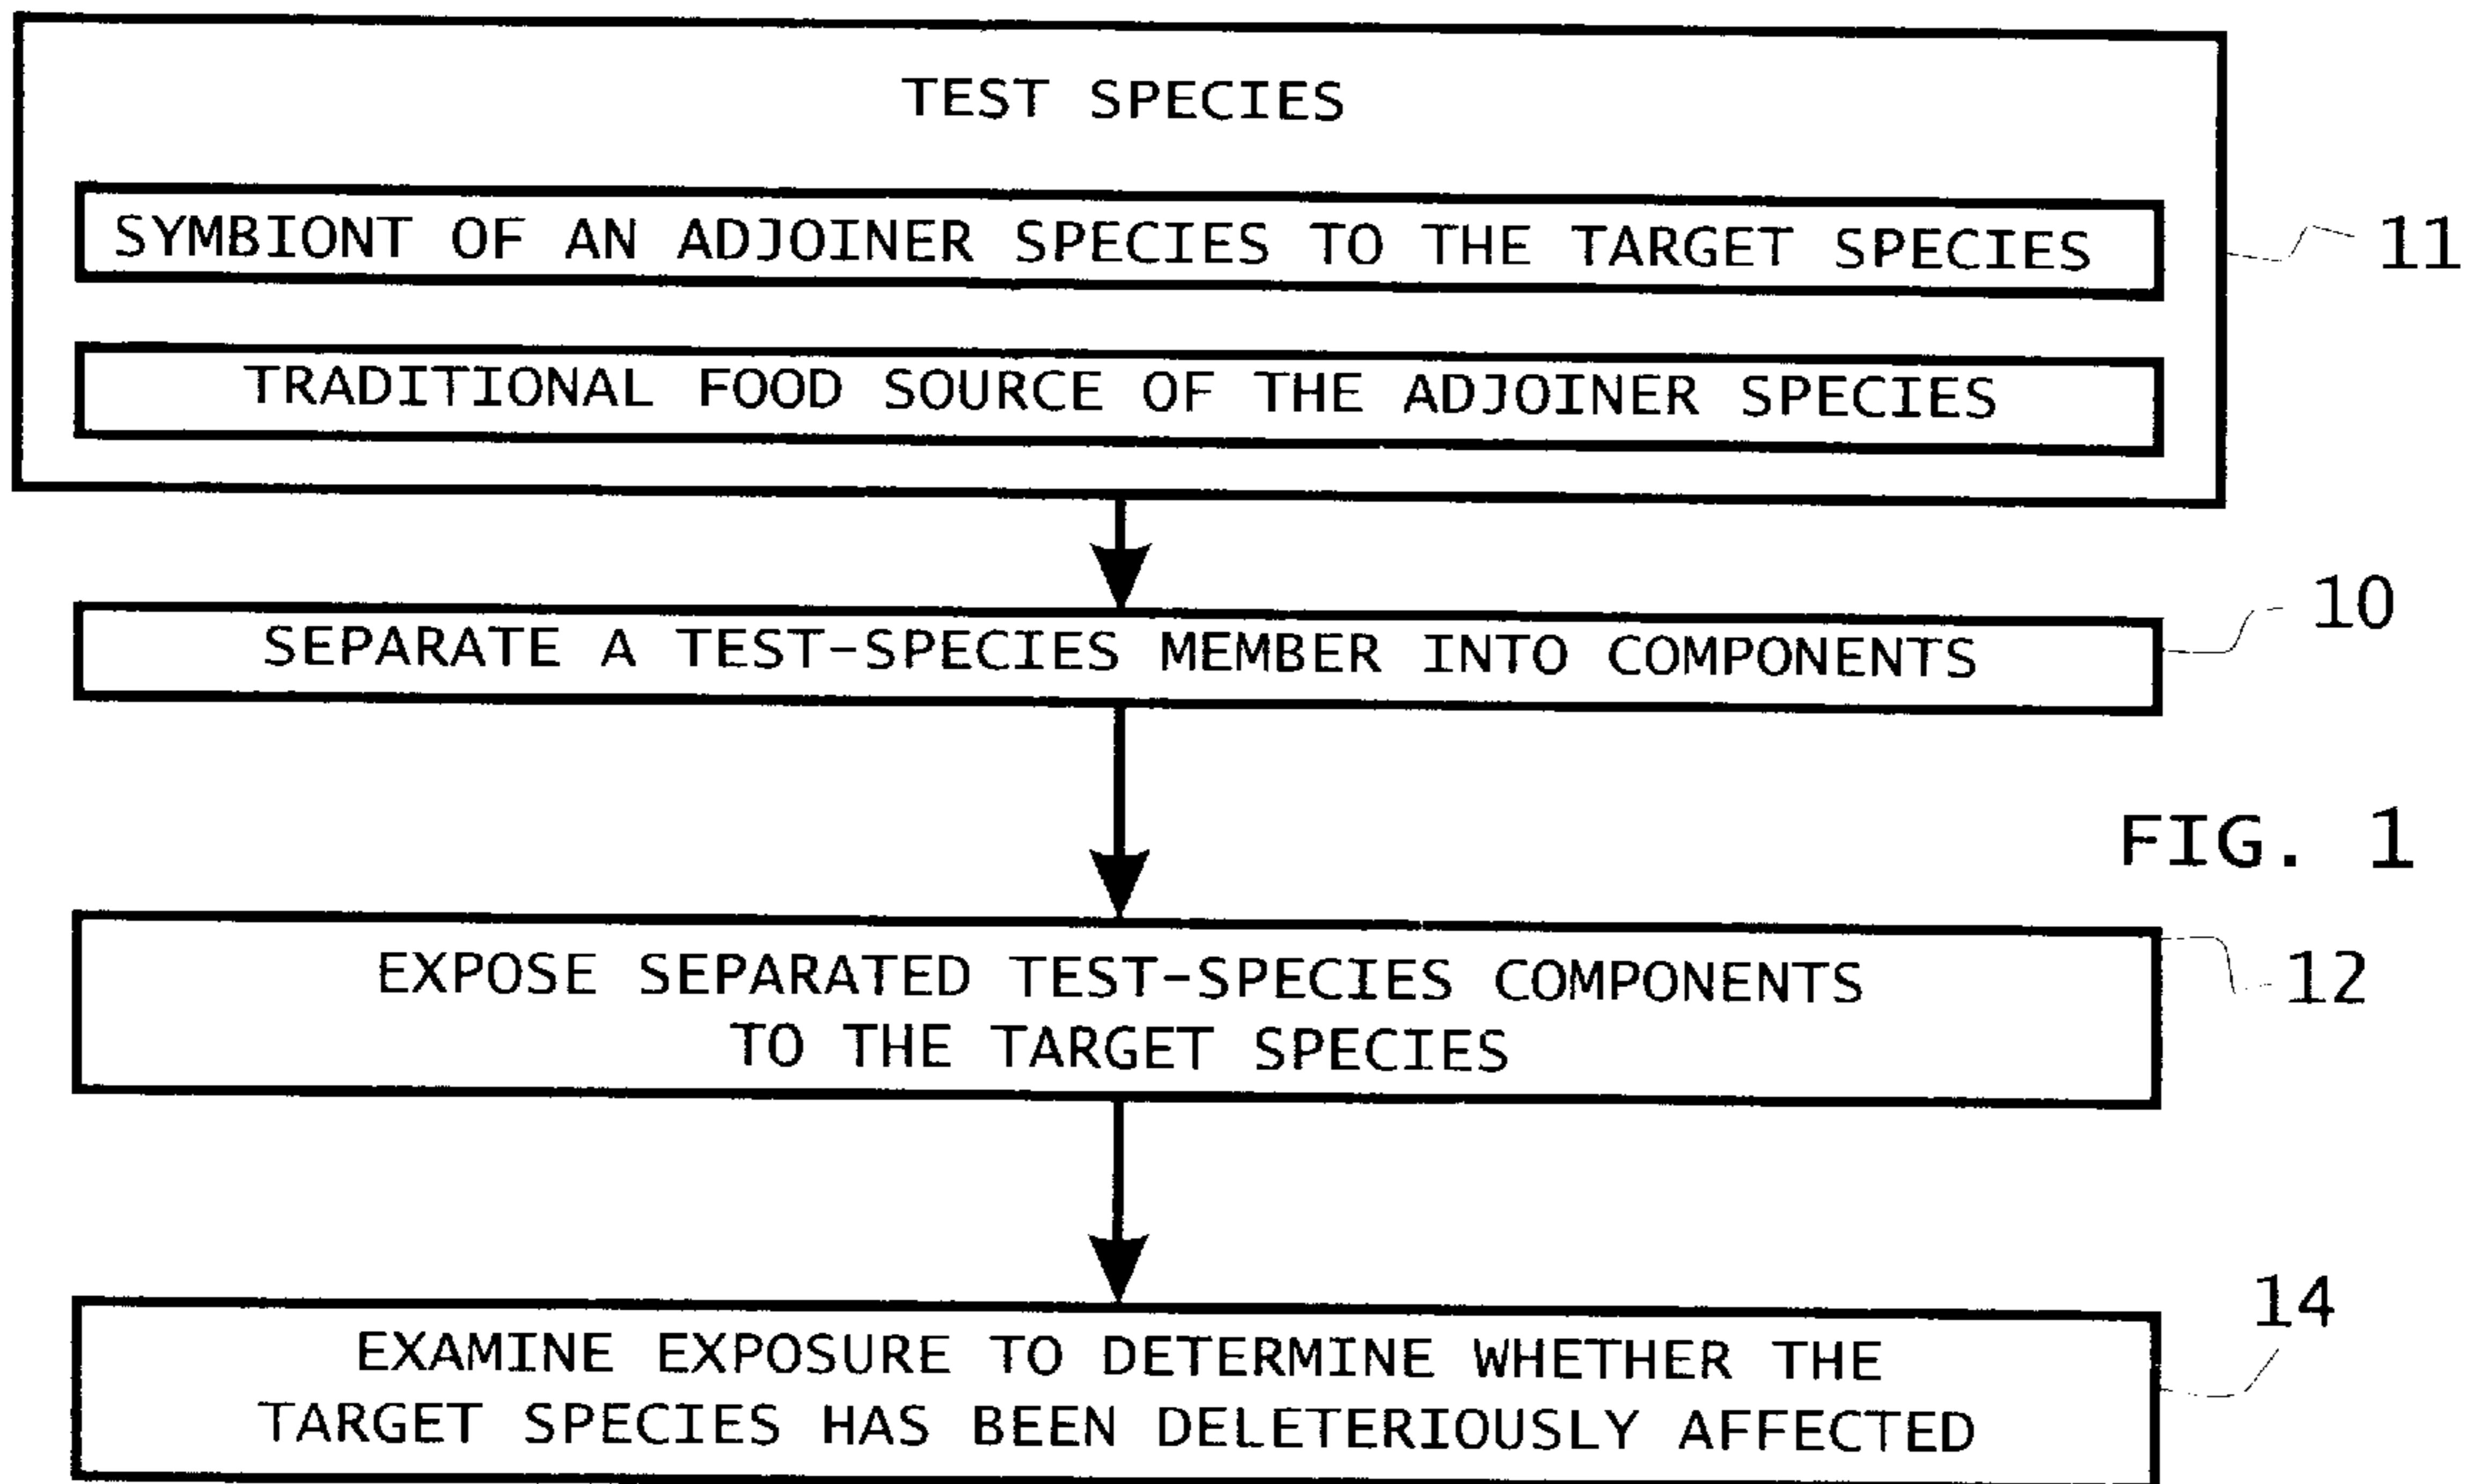 TEST SPECIES
SYMBIONT OF AN ADJOINER SPECIES TO THE TARGET SPECIES
11
TRADITIONAL FOOD SOURCE OF THE ADJOINER SPECIES
10
SEPARATE A TEST-SPECIES MEMBER INTO COMPONENTS
FIG. 1
EXPOSE SEPARATED TEST-SPECIES COMPONENTS
TO THE TARGET SPECIES
12
14
EXAMINE EXPOSURE TO DETERMINE WHETHER THE
TARGET SPECIES HAS BEEN DELETERIOUSLY AFFECTED